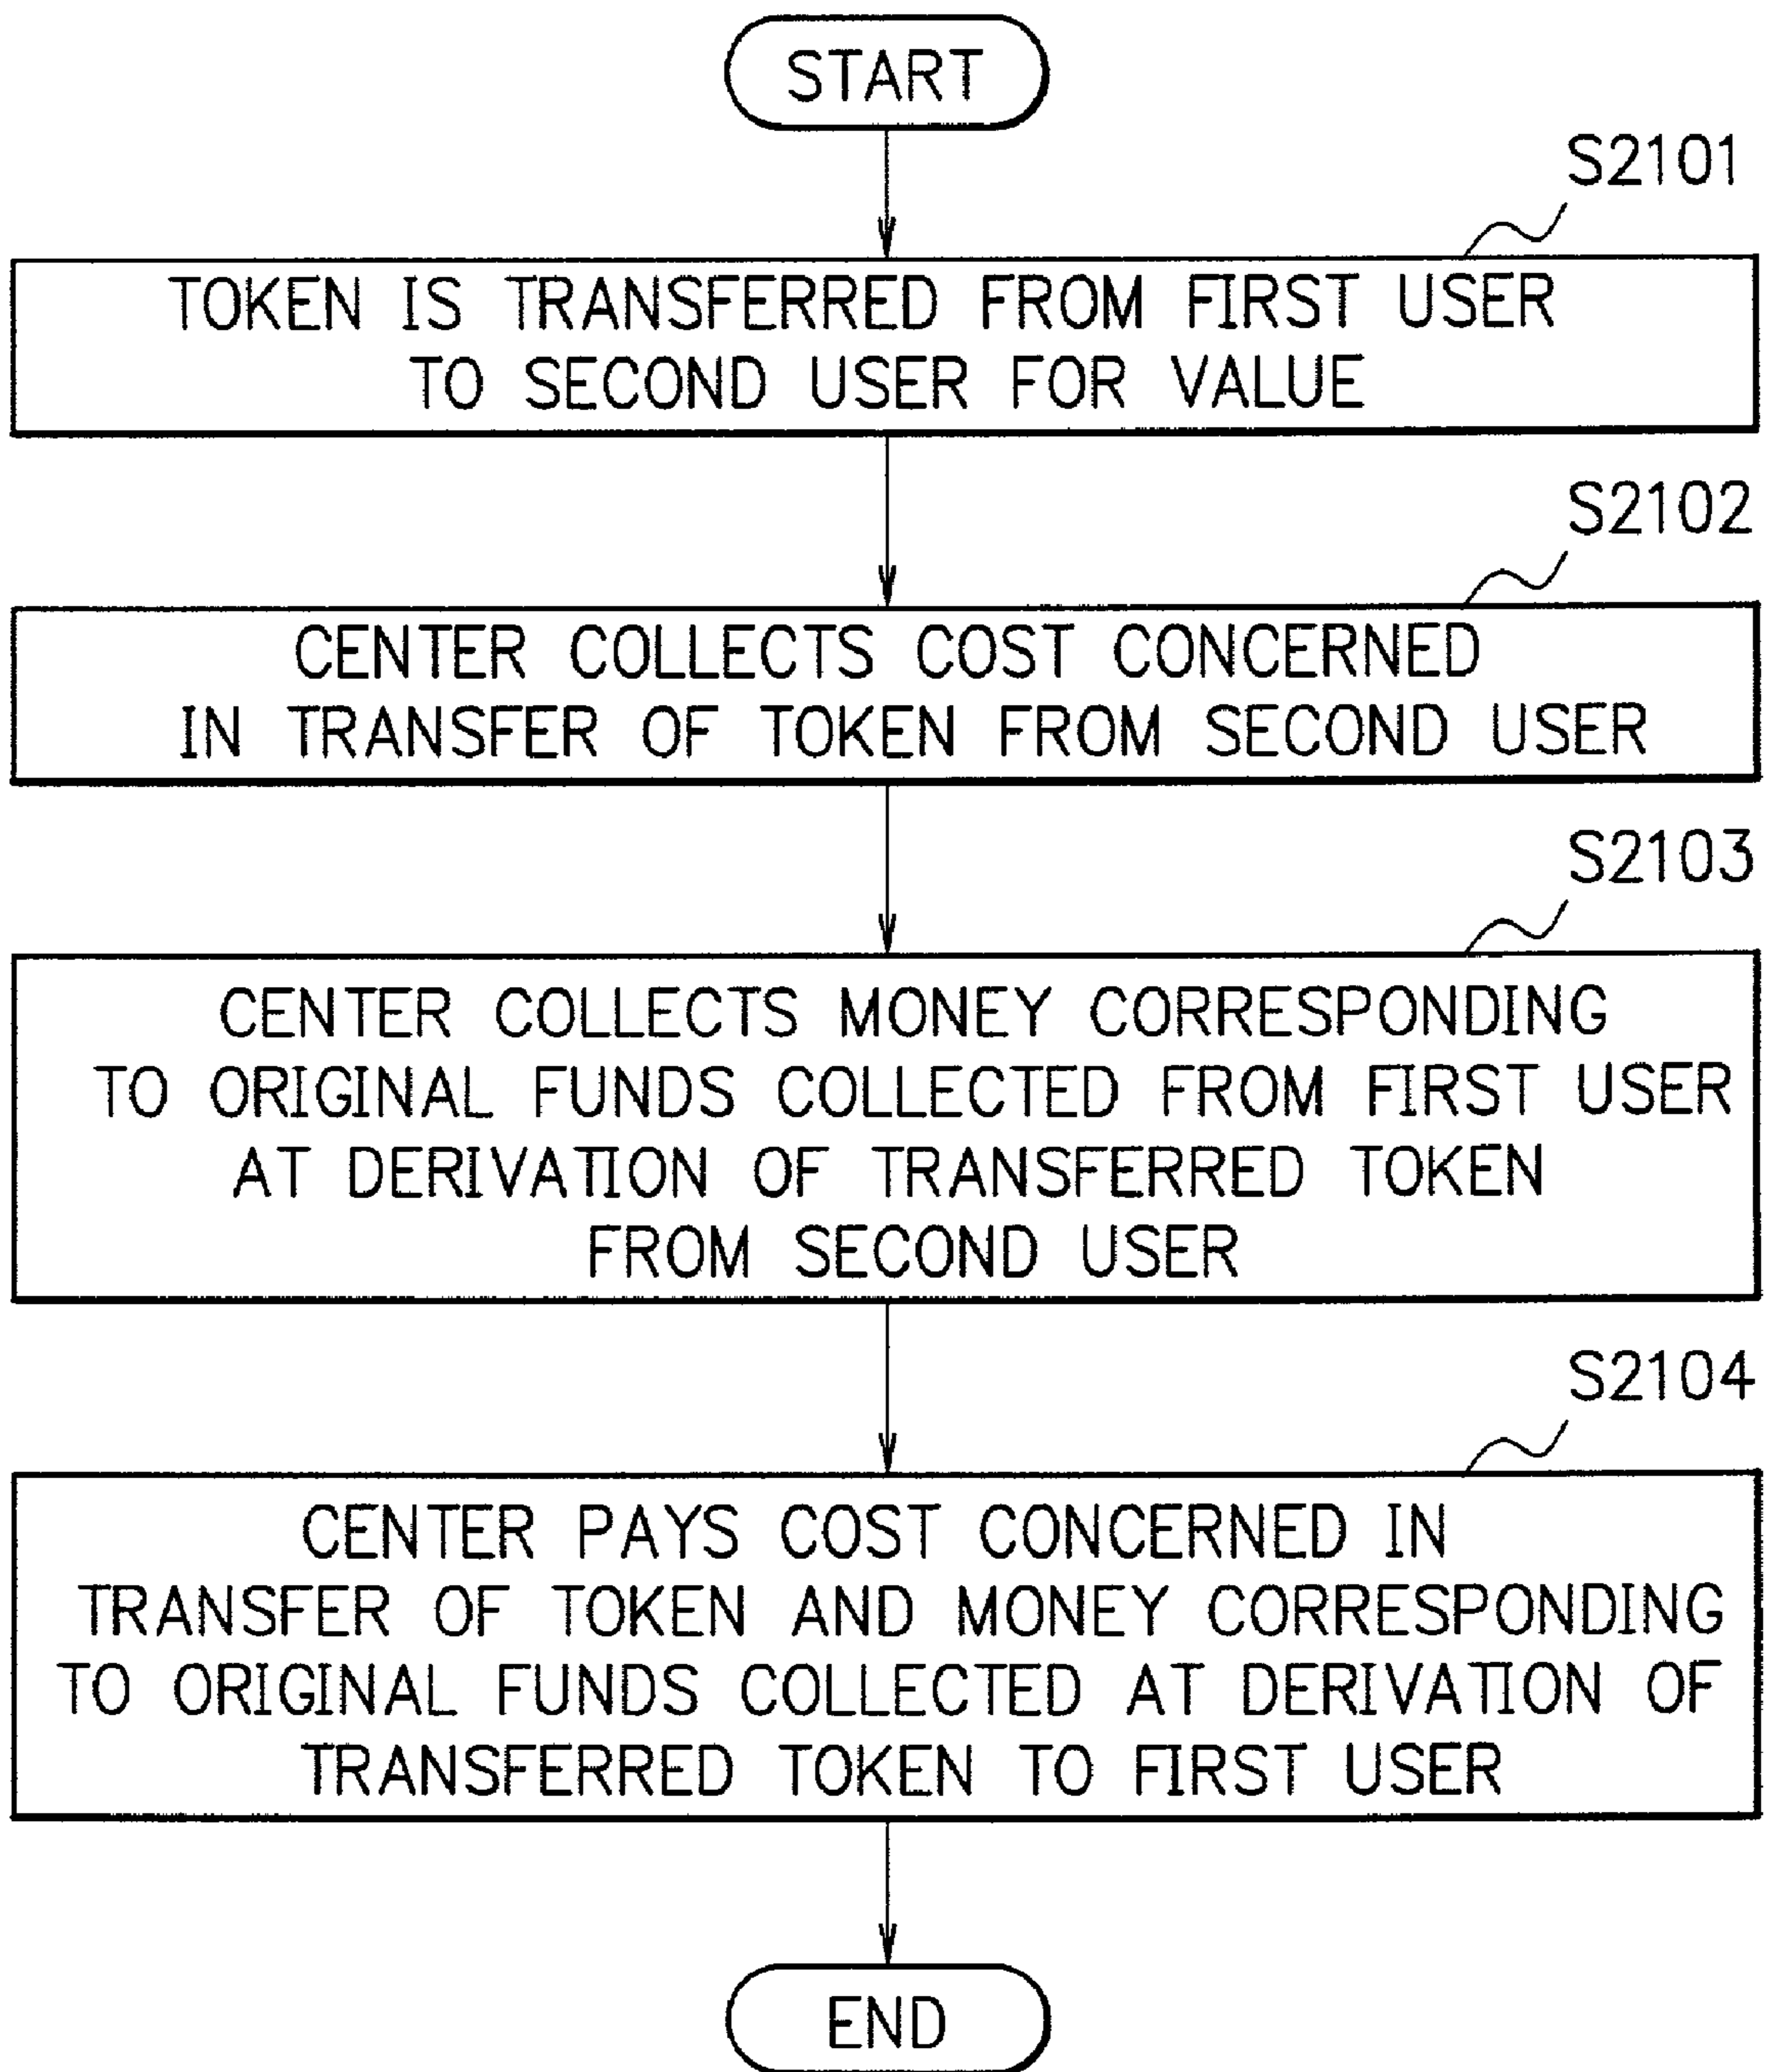 START
S2101
TOKEN IS TRANSFERRED FROM FIRST USER
TO SECOND USER FOR VALUE
S2102
CENTER COLLECTS COST CONCERNED
IN TRANSFER OF TOKEN FROM SECOND USER
S2103
CENTER COLLECTS MONEY CORRESPONDING
TO ORIGINAL FUNDS COLLECTED FROM FIRST USER
AT DERIVATION OF TRANSFERRED TOKEN
FROM SECOND USER
S2104
CENTER PAYS COST CONCERNED IN
TRANSFER OF TOKEN AND MONEY CORRESPONDING
TO ORIGINAL FUNDS COLLECTED AT DERIVATION OF
TRANSFERRED TOKEN TO FIRST USER
END